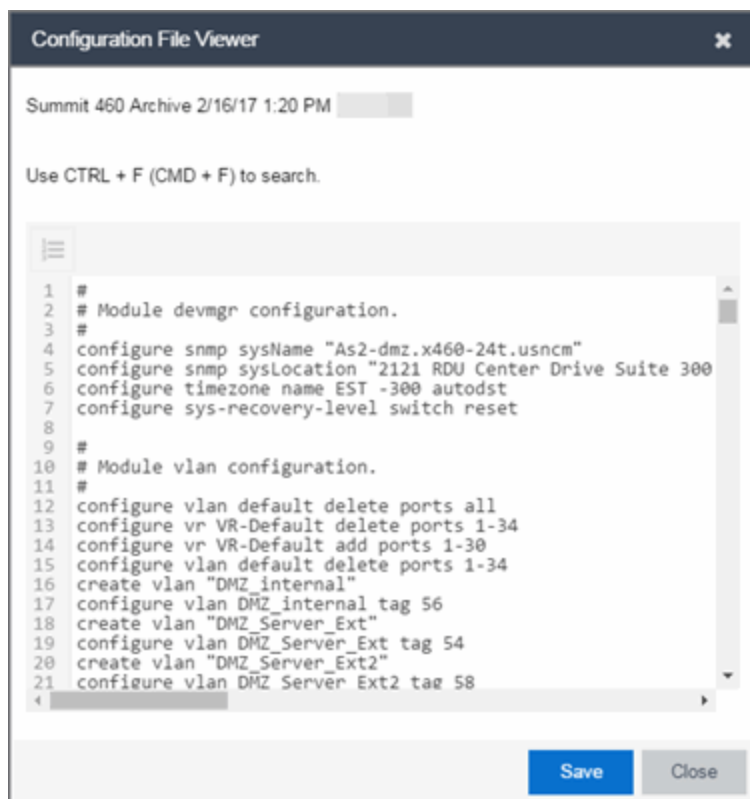 Configuration File Viewer
Summit 460 Archive 2/16/17 1:20 PM
Use CTRL + F (CMD + F) to search.
1 #
2 # Module devmgr configuration.
3 #
4 configure snmp sysName "As2-dmz.x460-24t.usncm"
5 configure snmp sysLocation "2121 RDU Center Drive Suite 300
6 configure timezone name EST -300 autodst
7 configure sys-recovery-level switch reset
8
9 #
10 # Module vlan configuration.
11 #
12 configure vlan default delete ports all
13 configure vr VR-Default delete ports 1-34
14 configure vr VR-Default add ports 1-30
15 configure vlan default delete ports 1-34
16 create vlan "DMZ_internal"
17 configure vlan DMZ_internal tag 56
18 create vlan "DMZ_Server_Ext"
19 configure vlan DMZ_Server_Ext tag 54
20 create vlan "DMZ_Server_Ext2"
21 configure vlan DMZ_Server_Ext2 tag 58
Save Close